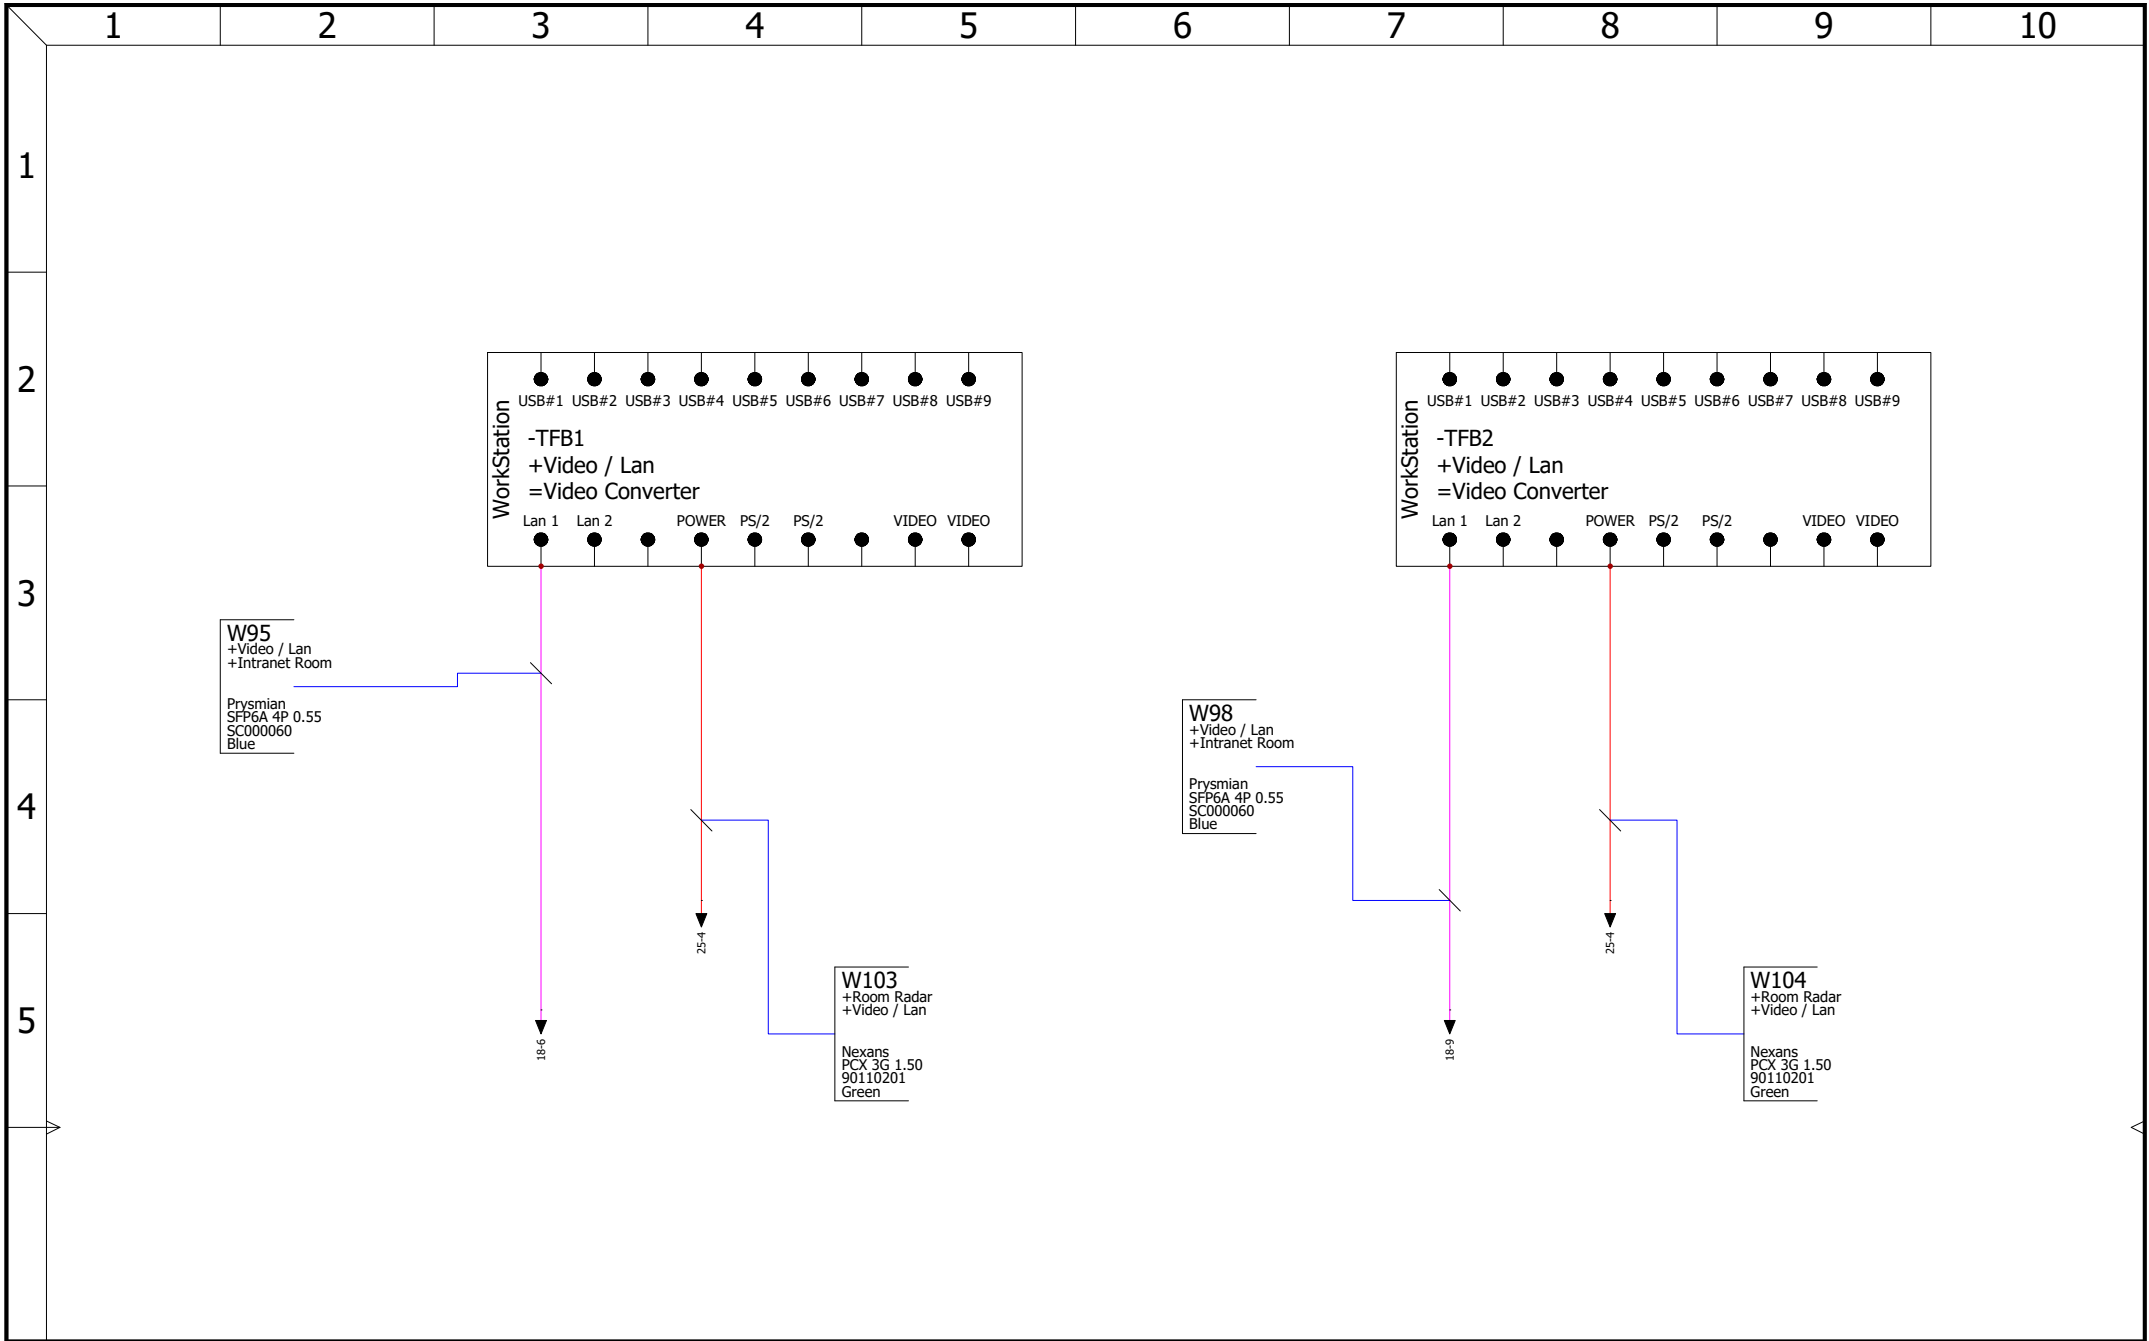 1 2 3 4 5 6 7 8 9 10
1
2
3
4
5
WorkStation
USB#1 USB#2 USB#3 USB#4 USB#5 USB#6 USB#7 USB#8 USB#9
-TFB1
+Video / Lan
=Video Converter
Lan 1 Lan 2 POWER PS/2 PS/2 VIDEO VIDEO
WorkStation
USB#1 USB#2 USB#3 USB#4 USB#5 USB#6 USB#7 USB#8 USB#9
-TFB2
+Video / Lan
=Video Converter
Lan 1 Lan 2 POWER PS/2 PS/2 VIDEO VIDEO
W95
+Video / Lan
+Intranet Room
Prysmian
SFP6A 4P 0.55
SC000060
Blue
18-6
25-4
W103
+Room Radar
+Video / Lan
Nexans
PCX 3G 1.50
90110201
Green
W98
+Video / Lan
+Intranet Room
Prysmian
SFP6A 4P 0.55
SC000060
Blue
18-9
25-4
W104
+Room Radar
+Video / Lan
Nexans
PCX 3G 1.50
90110201
Green